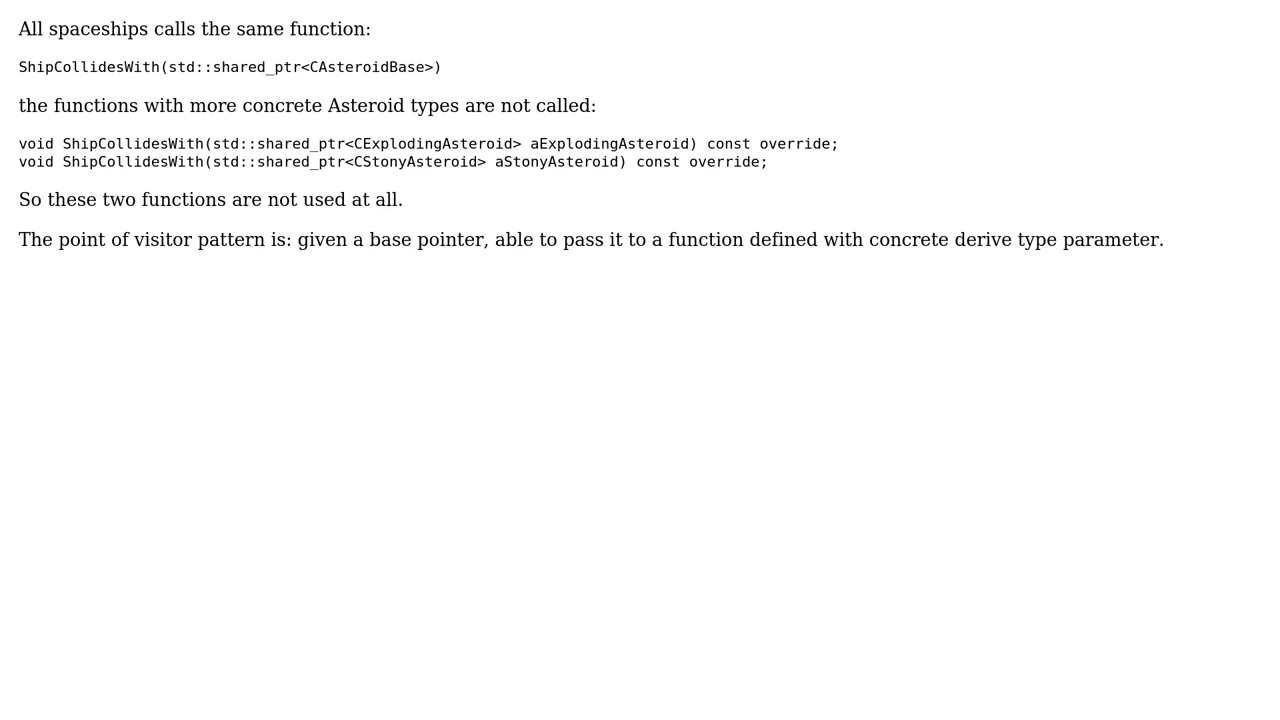 All spaceships calls the same function:
ShipCollidesWith(std::shared_ptr<CAsteroidBase>)
the functions with more concrete Asteroid types are not called:
void ShipCollidesWith(std::shared_ptr<CExplodingAsteroid> aExplodingAsteroid) const override;
void ShipCollidesWith(std::shared_ptr<CStonyAsteroid> aStonyAsteroid) const override;
So these two functions are not used at all.
The point of visitor pattern is: given a base pointer, able to pass it to a function defined with concrete derive type parameter.